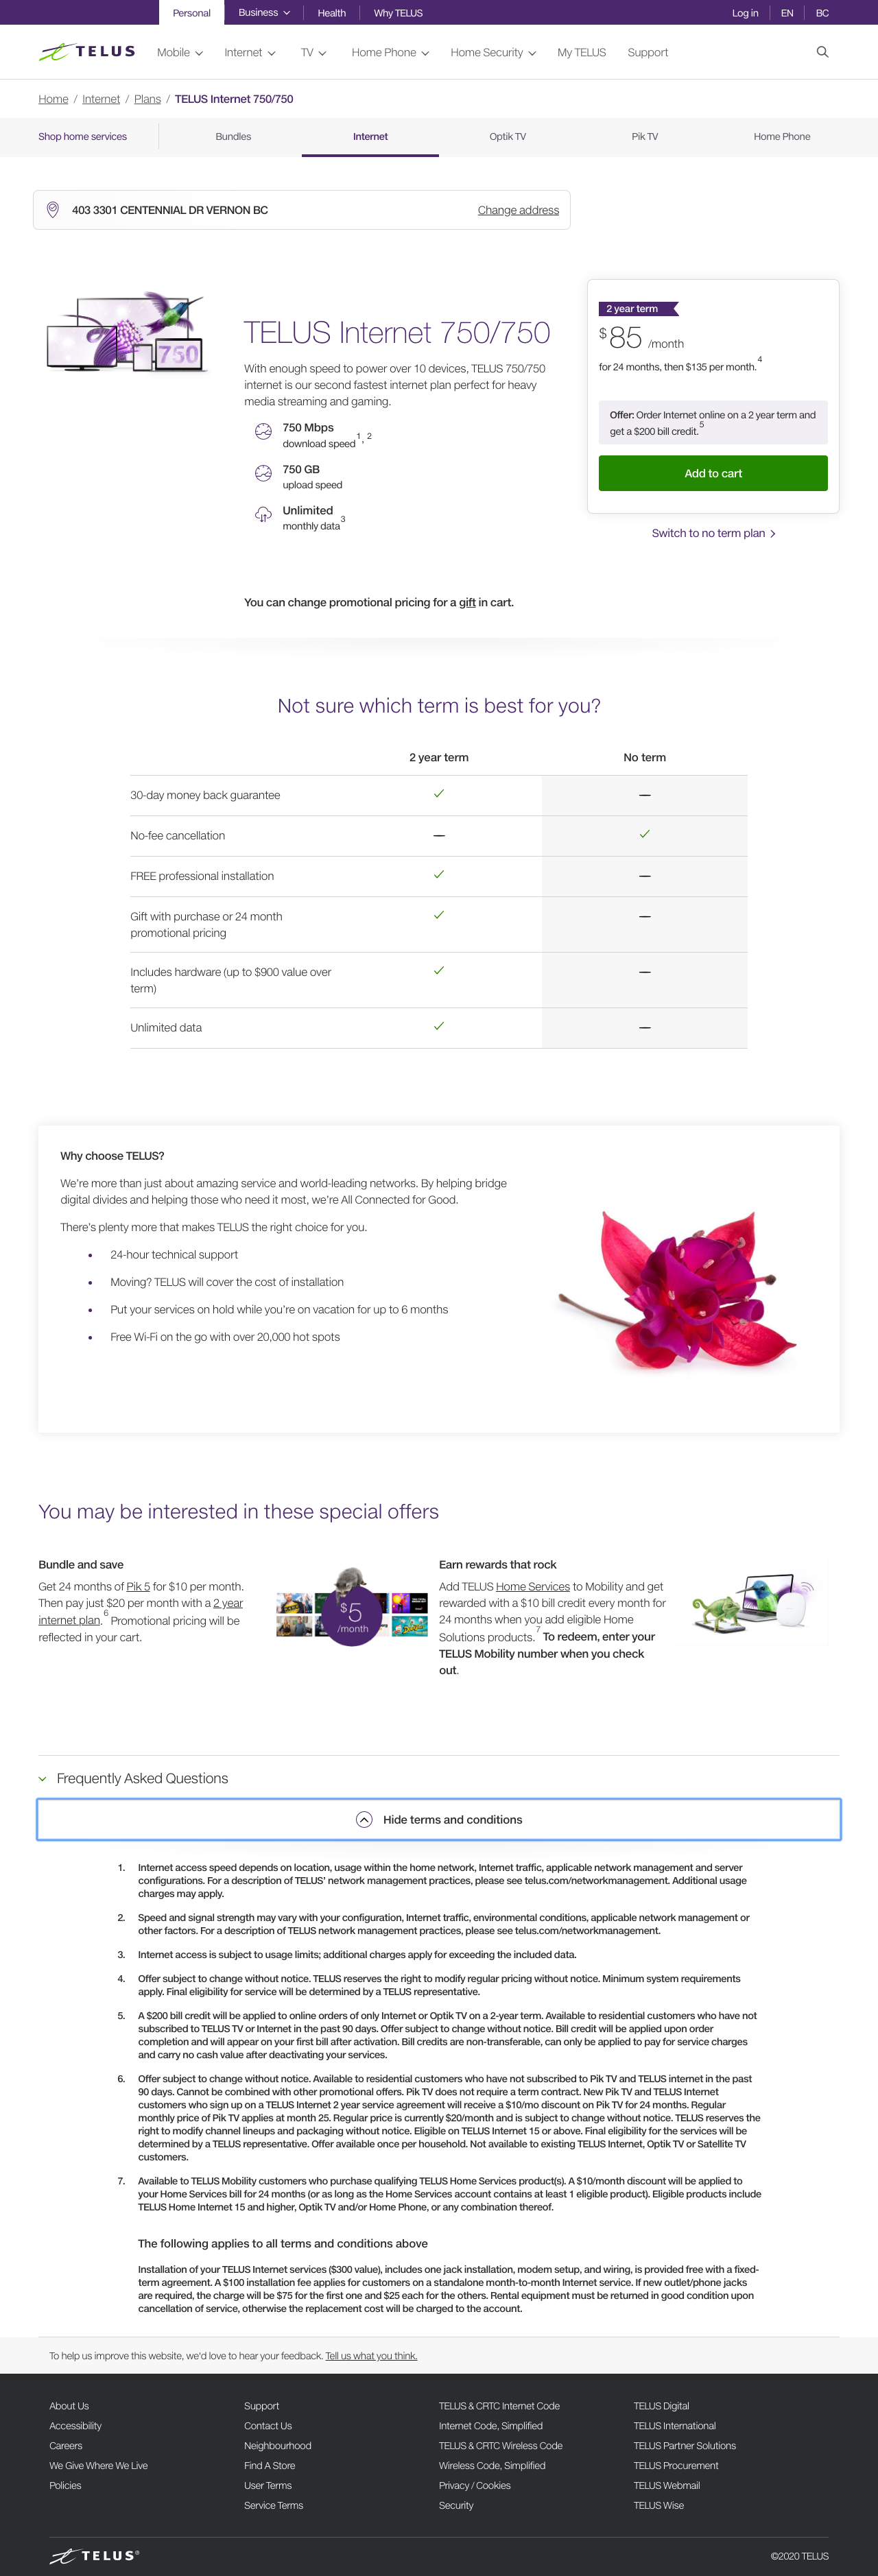 Personal Business Health Why TELUS Log in EN BC
TELUS Mobile Internet TV Home Phone Home Security My TELUS Support
Home / Internet / Plans / TELUS Internet 750/750
Shop home services Bundles Internet Optik TV Pik TV Home Phone
403 3301 CENTENNIAL DR VERNON BC Change address
750
TELUS Internet 750/750
With enough speed to power over 10 devices, TELUS 750/750
internet is our second fastest internet plan perfect for heavy
media streaming and gaming.
750 Mbps
download speed 1, 2
750 GB
upload speed
Unlimited
monthly data 3
2 year term
$85 /month
for 24 months, then $135 per month. 4
Offer: Order Internet online on a 2 year term and
get a $200 bill credit. 5
Add to cart
Switch to no term plan
You can change promotional pricing for a gift in cart.
Not sure which term is best for you?
2 year term No term
30-day money back guarantee
No-fee cancellation
FREE professional installation
Gift with purchase or 24 month
promotional pricing
Includes hardware (up to $900 value over
term)
Unlimited data
Why choose TELUS?
We're more than just about amazing service and world-leading networks. By helping bridge
digital divides and helping those who need it most, we're All Connected for Good.
There's plenty more that makes TELUS the right choice for you.
• 24-hour technical support
• Moving? TELUS will cover the cost of installation
• Put your services on hold while you're on vacation for up to 6 months
• Free Wi-Fi on the go with over 20,000 hot spots
You may be interested in these special offers
Bundle and save
Get 24 months of Pik 5 for $10 per month.
Then pay just $20 per month with a 2 year
internet plan. 6 Promotional pricing will be
reflected in your cart.
$5
/month
Earn rewards that rock
Add TELUS Home Services to Mobility and get
rewarded with a $10 bill credit every month for
24 months when you add eligible Home
Solutions products. 7 To redeem, enter your
TELUS Mobility number when you check
out.
Frequently Asked Questions
Hide terms and conditions
1. Internet access speed depends on location, usage within the home network, Internet traffic, applicable network management and server
configurations. For a description of TELUS' network management practices, please see telus.com/networkmanagement. Additional usage
charges may apply.
2. Speed and signal strength may vary with your configuration, Internet traffic, environmental conditions, applicable network management or
other factors. For a description of TELUS network management practices, please see telus.com/networkmanagement.
3. Internet access is subject to usage limits; additional charges apply for exceeding the included data.
4. Offer subject to change without notice. TELUS reserves the right to modify regular pricing without notice. Minimum system requirements
apply. Final eligibility for service will be determined by a TELUS representative.
5. A $200 bill credit will be applied to online orders of only Internet or Optik TV on a 2-year term. Available to residential customers who have not
subscribed to TELUS TV or Internet in the past 90 days. Offer subject to change without notice. Bill credit will be applied upon order
completion and will appear on your first bill after activation. Bill credits are non-transferable, can only be applied to pay for service charges
and carry no cash value after deactivating your services.
6. Offer subject to change without notice. Available to residential customers who have not subscribed to Pik TV and TELUS internet in the past
90 days. Cannot be combined with other promotional offers. Pik TV does not require a term contract. New Pik TV and TELUS Internet
customers who sign up on a TELUS Internet 2 year service agreement will receive a $10/mo discount on Pik TV for 24 months. Regular
monthly price of Pik TV applies at month 25. Regular price is currently $20/month and is subject to change without notice. TELUS reserves the
right to modify channel lineups and packaging without notice. Eligible on TELUS Internet 15 or above. Final eligibility for the services will be
determined by a TELUS representative. Offer available once per household. Not available to existing TELUS Internet, Optik TV or Satellite TV
customers.
7. Available to TELUS Mobility customers who purchase qualifying TELUS Home Services product(s). A $10/month discount will be applied to
your Home Services bill for 24 months (or as long as the Home Services account contains at least 1 eligible product). Eligible products include
TELUS Home Internet 15 and higher, Optik TV and/or Home Phone, or any combination thereof.
The following applies to all terms and conditions above
Installation of your TELUS Internet services ($300 value), includes one jack installation, modem setup, and wiring, is provided free with a fixed-
term agreement. A $100 installation fee applies for customers on a standalone month-to-month Internet service. If new outlet/phone jacks
are required, the charge will be $75 for the first one and $25 each for the others. Rental equipment must be returned in good condition upon
cancellation of service, otherwise the replacement cost will be charged to the account.
To help us improve this website, we'd love to hear your feedback. Tell us what you think.
About Us Support TELUS & CRTC Internet Code TELUS Digital
Accessibility Contact Us Internet Code, Simplified TELUS International
Careers Neighbourhood TELUS & CRTC Wireless Code TELUS Partner Solutions
We Give Where We Live Find A Store Wireless Code, Simplified TELUS Procurement
Policies User Terms Privacy / Cookies TELUS Webmail
Service Terms Security TELUS Wise
TELUS® ©2020 TELUS